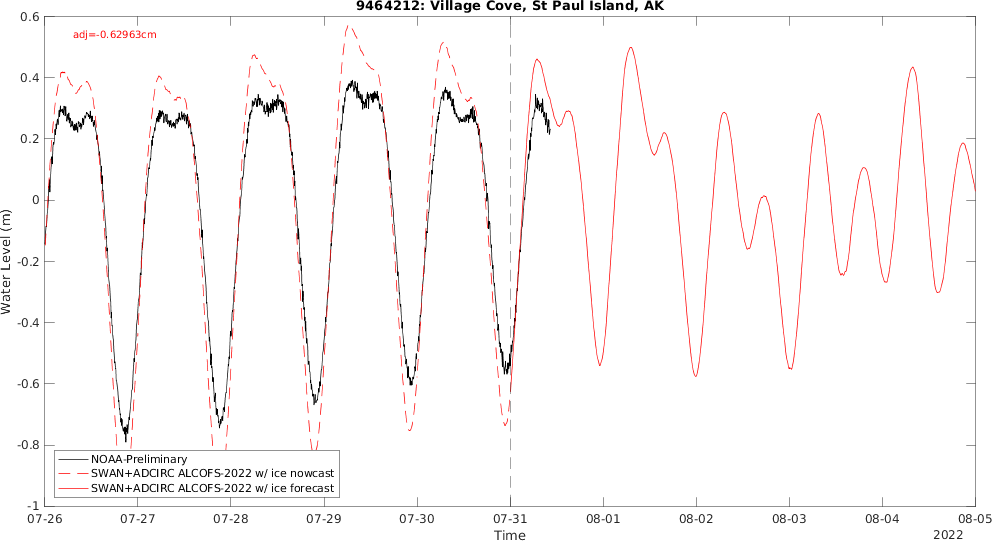 9464212: Village Cove, St Paul Island, AK
adj=-0.62963cm
0.6
0.4
0.2
0
-0.2
-0.4
-0.6
-0.8
-1
Water Level (m)
NOAA-Preliminary
SWAN+ADCIRC ALCOFS-2022 w/ ice nowcast
SWAN+ADCIRC ALCOFS-2022 w/ ice forecast
07-26 07-27 07-28 07-29 07-30 07-31 08-01 08-02 08-03 08-04 08-05
Time
2022